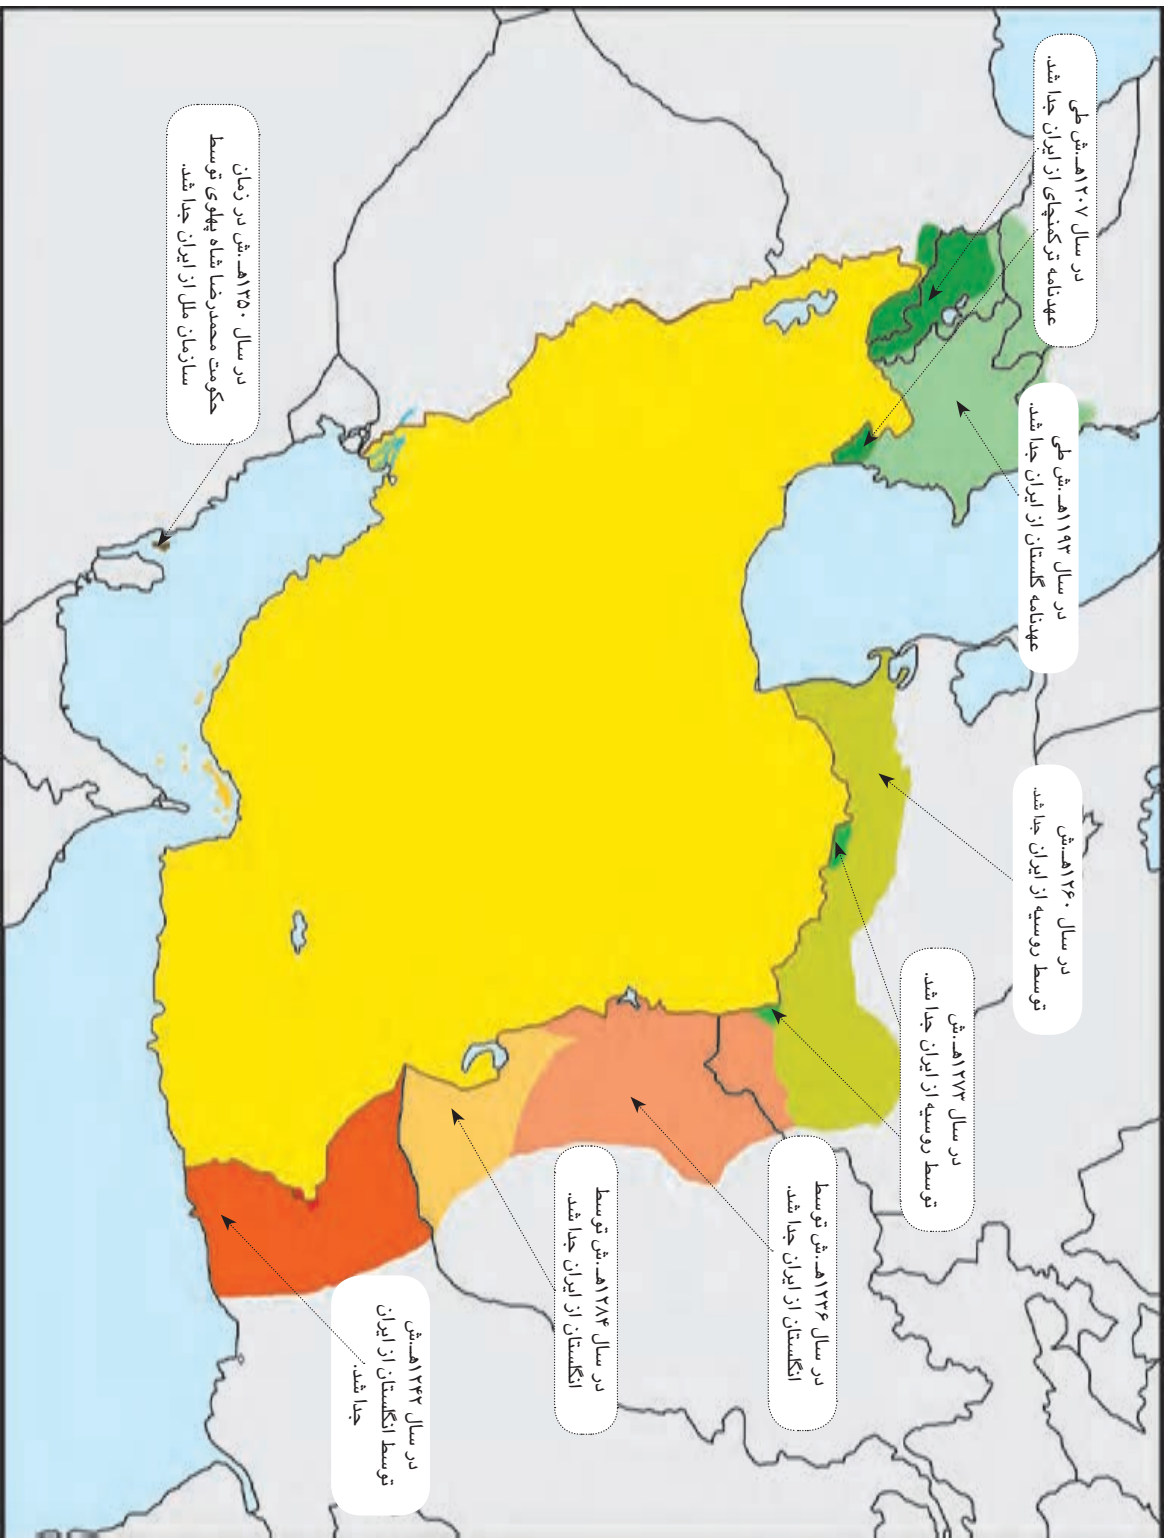 در سال ۱۲۰۷هـ.ش طی
عهدنامه ترکمنچای از ایران جدا شد.
در سال ۱۱۹۳هـ.ش طی
عهدنامه گلستان از ایران جدا شد.
در سال ۱۲۶۰هـ.ش
توسط روسیه از ایران جدا شد.
در سال ۱۲۷۳هـ.ش
توسط روسیه از ایران جدا شد.
در سال ۱۲۳۶هـ.ش توسط
انگلستان از ایران جدا شد.
در سال ۱۲۸۴هـ.ش توسط
انگلستان از ایران جدا شد.
در سال ۱۲۴۲هـ.ش
توسط انگلستان از ایران
جدا شد.
در سال ۱۳۵۰هـ.ش در زمان
حکومت محمدرضا شاه پهلوی توسط
سازمان ملل از ایران جدا شد.